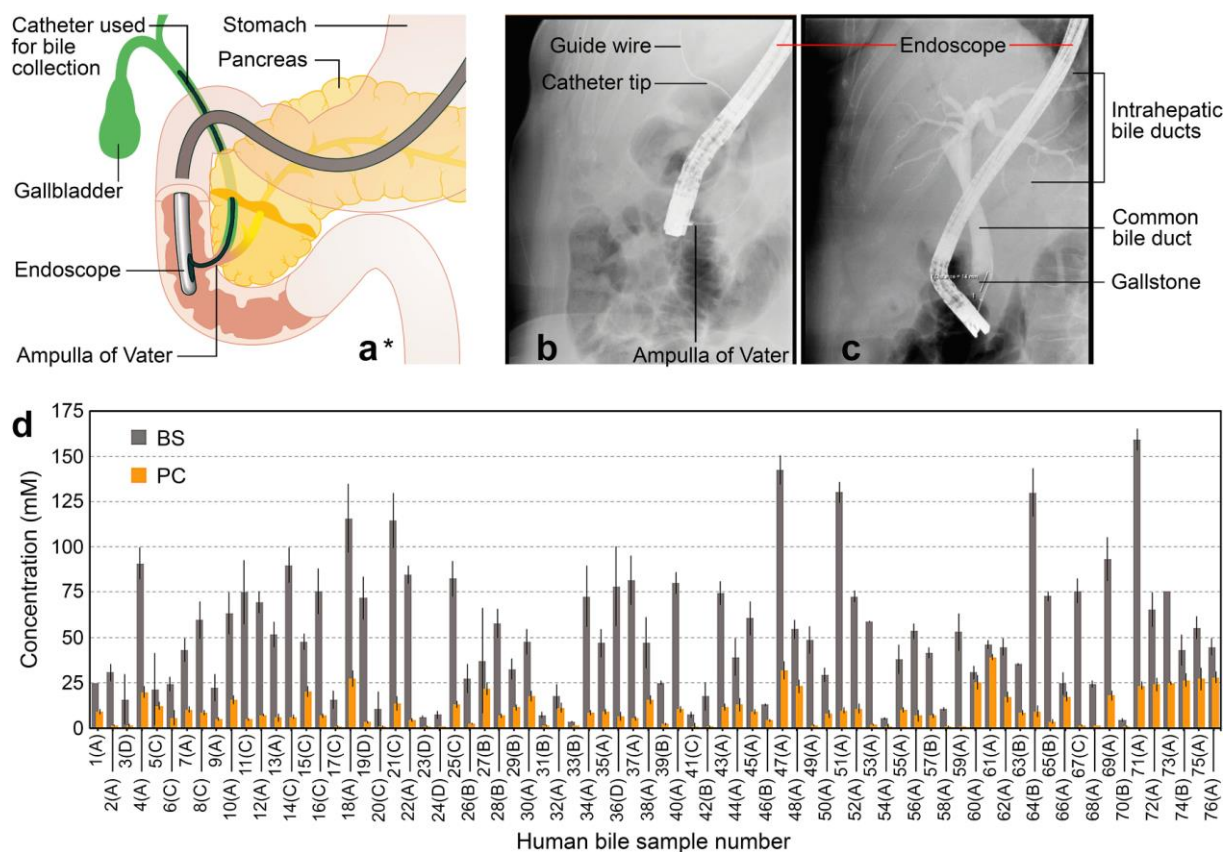 Catheter used
for bile
collection
Stomach
Pancreas
Gallbladder
Endoscope
Ampulla of Vater
a*
Guide wire
Catheter tip
Endoscope
Ampulla of Vater
b
Intrahepatic
bile ducts
Common
bile duct
Gallstone
c
d
Concentration (mM)
175
150
125
100
75
50
25
0
BS
PC
1(A)
2(A)
3(D)
4(A)
5(C)
6(C)
7(A)
8(C)
9(A)
10(A)
11(C)
12(A)
13(A)
14(C)
15(C)
16(C)
17(C)
18(A)
19(D)
20(C)
21(C)
22(A)
23(D)
24(D)
25(C)
26(B)
27(B)
28(B)
29(B)
30(A)
31(B)
32(A)
33(B)
34(A)
35(A)
36(D)
37(A)
38(A)
39(B)
40(A)
41(C)
42(B)
43(A)
44(A)
45(A)
46(B)
47(A)
48(A)
49(A)
50(A)
51(A)
52(A)
53(A)
54(A)
55(A)
56(A)
57(B)
58(A)
59(A)
60(A)
61(A)
62(A)
63(B)
64(B)
65(B)
66(A)
67(C)
68(A)
69(A)
70(B)
71(A)
72(A)
73(A)
74(B)
75(A)
76(A)
Human bile sample number